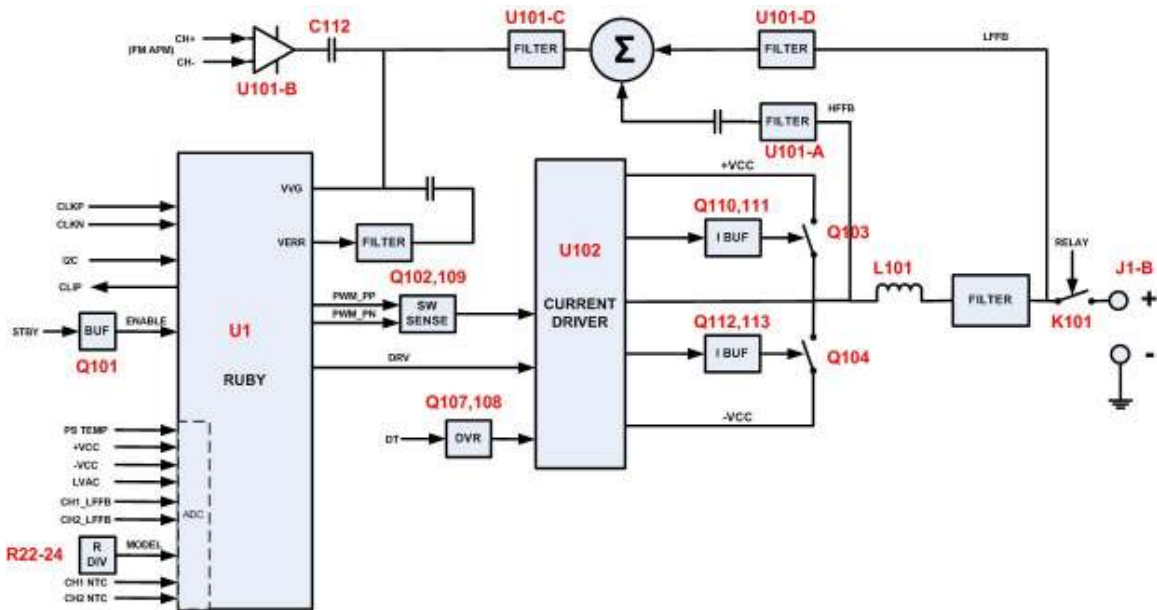 U101-C
U101-D
C112
CH+
(FM APM)
CH-
FILTER
Σ
FILTER
LFFB
U101-B
FILTER
HFFB
U101-A
+VCC
VVG
Q110,111
CLKP
CLKN
VERR
FILTER
I BUF
Q103
RELAY
U102
L101
J1-B
I2C
Q102,109
CLIP
PWM_PP
PWM_PN
SW
SENSE
CURRENT
DRIVER
FILTER
+
K101
STBY
BUF
ENABLE
U1
Q112,113
Q101
RUBY
DRV
I BUF
Q104
-
Q107,108
-VCC
PS TEMP
DT
OVR
+VCC
-VCC
LVAC
CH1_LFFB
CH2_LFFB
ADC
R22-24
R
DIV
MODEL
CH1 NTC
CH2 NTC